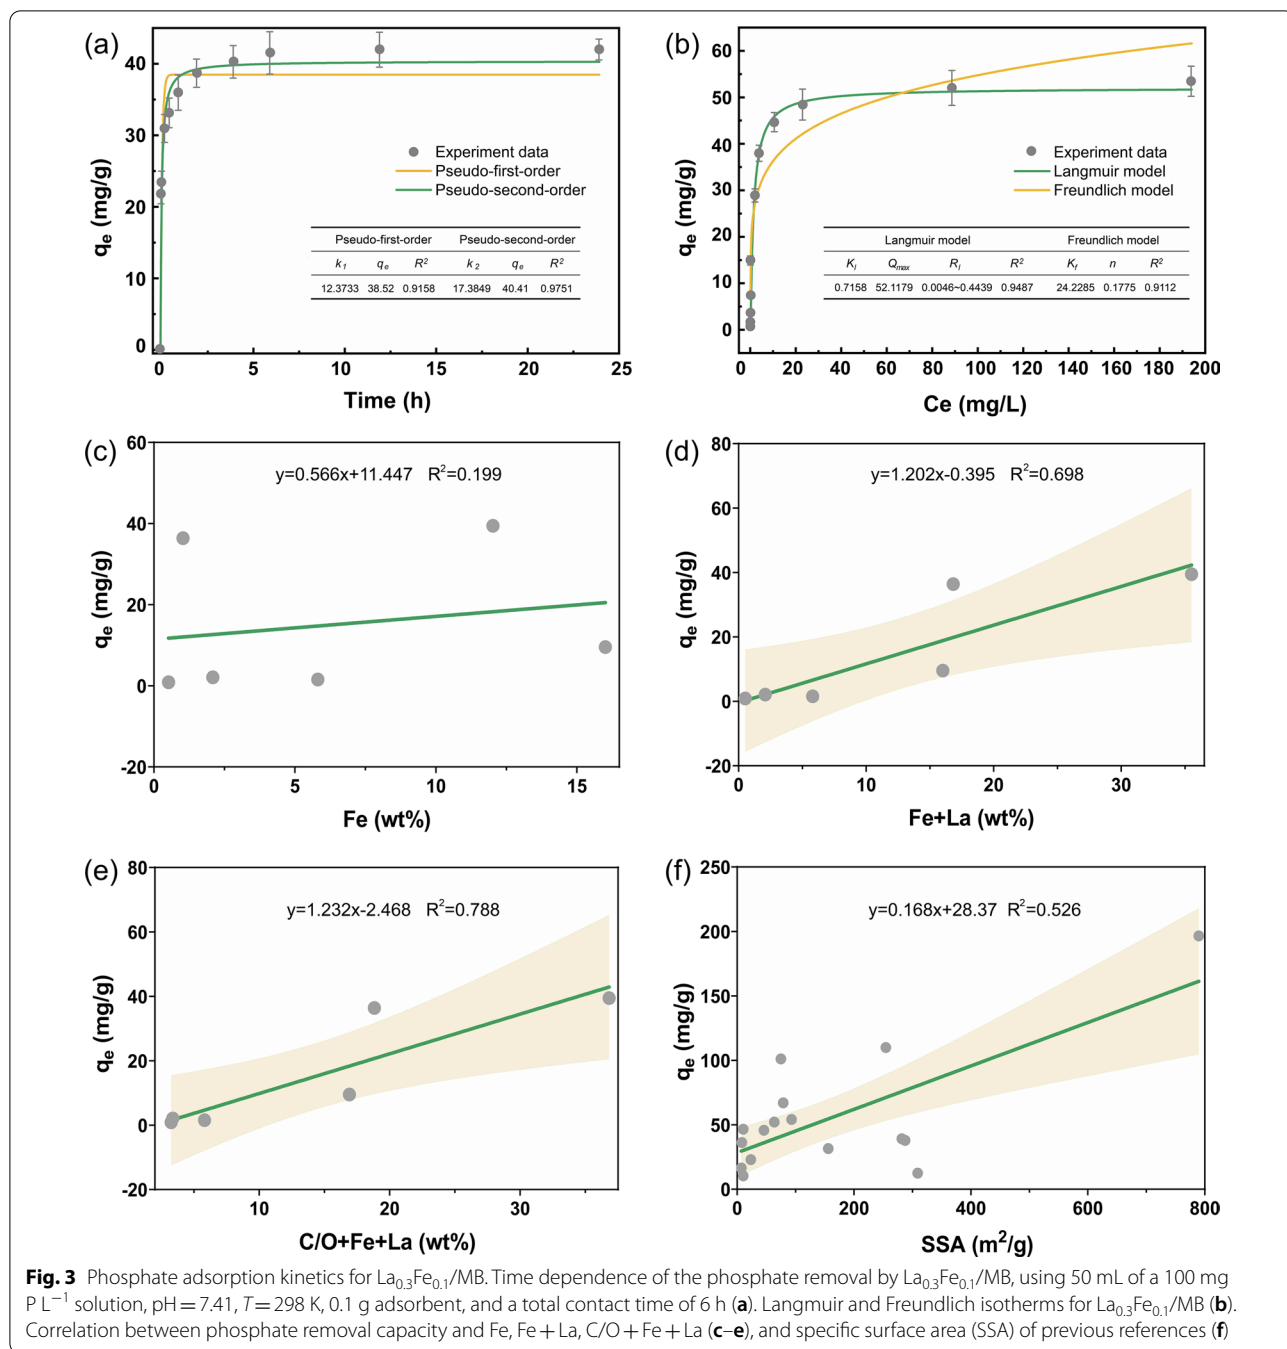 (a)
qe (mg/g)
40
30
20
10
0
Experiment data
Pseudo-first-order
Pseudo-second-order
Pseudo-first-order Pseudo-second-order
k1 qe R2 k2 qe R2
12.3733 38.52 0.9158 17.3849 40.41 0.9751
0 5 10 15 20 25
Time (h)
(b)
qe (mg/g)
60
50
40
30
20
10
0
Experiment data
Langmuir model
Freundlich model
Langmuir model Freundlich model
Kl Qmax Rl R2 Kf n R2
0.7158 52.1179 0.0046~0.4439 0.9487 24.2285 0.1775 0.9112
0 20 40 60 80 100 120 140 160 180 200
Ce (mg/L)
(c)
y=0.566x+11.447 R2=0.199
qe (mg/g)
60
40
20
0
-20
0 5 10 15
Fe (wt%)
(d)
y=1.202x-0.395 R2=0.698
qe (mg/g)
80
60
40
20
0
-20
0 10 20 30
Fe+La (wt%)
(e)
y=1.232x-2.468 R2=0.788
qe (mg/g)
80
60
40
20
0
-20
10 20 30
C/O+Fe+La (wt%)
(f)
y=0.168x+28.37 R2=0.526
qe (mg/g)
250
200
150
100
50
0
0 200 400 600 800
SSA (m2/g)
Fig. 3 Phosphate adsorption kinetics for La0.3Fe0.1/MB. Time dependence of the phosphate removal by La0.3Fe0.1/MB, using 50 mL of a 100 mg
P L−1 solution, pH = 7.41, T = 298 K, 0.1 g adsorbent, and a total contact time of 6 h (a). Langmuir and Freundlich isotherms for La0.3Fe0.1/MB (b).
Correlation between phosphate removal capacity and Fe, Fe + La, C/O + Fe + La (c–e), and specific surface area (SSA) of previous references (f)